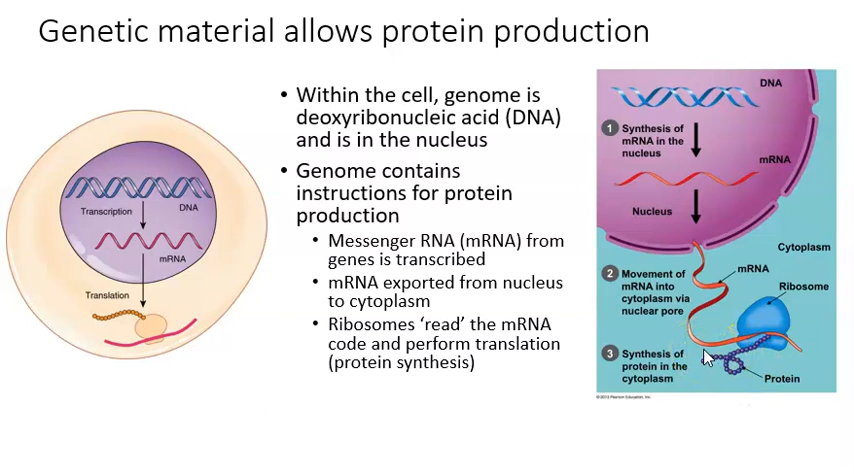 Genetic material allows protein production
Transcription
DNA
mRNA
Translation
• Within the cell, genome is
deoxyribonucleic acid (DNA)
and is in the nucleus
• Genome contains
instructions for protein
production
• Messenger RNA (mRNA) from
genes is transcribed
• mRNA exported from nucleus
to cytoplasm
• Ribosomes ‘read’ the mRNA
code and perform translation
(protein synthesis)
DNA
1 Synthesis of
mRNA in the
nucleus
mRNA
Nucleus
Cytoplasm
2 Movement of
mRNA into
cytoplasm via
nuclear pore
mRNA
Ribosome
3 Synthesis of
protein in the
cytoplasm
Protein
©2013 Pearson Education, Inc